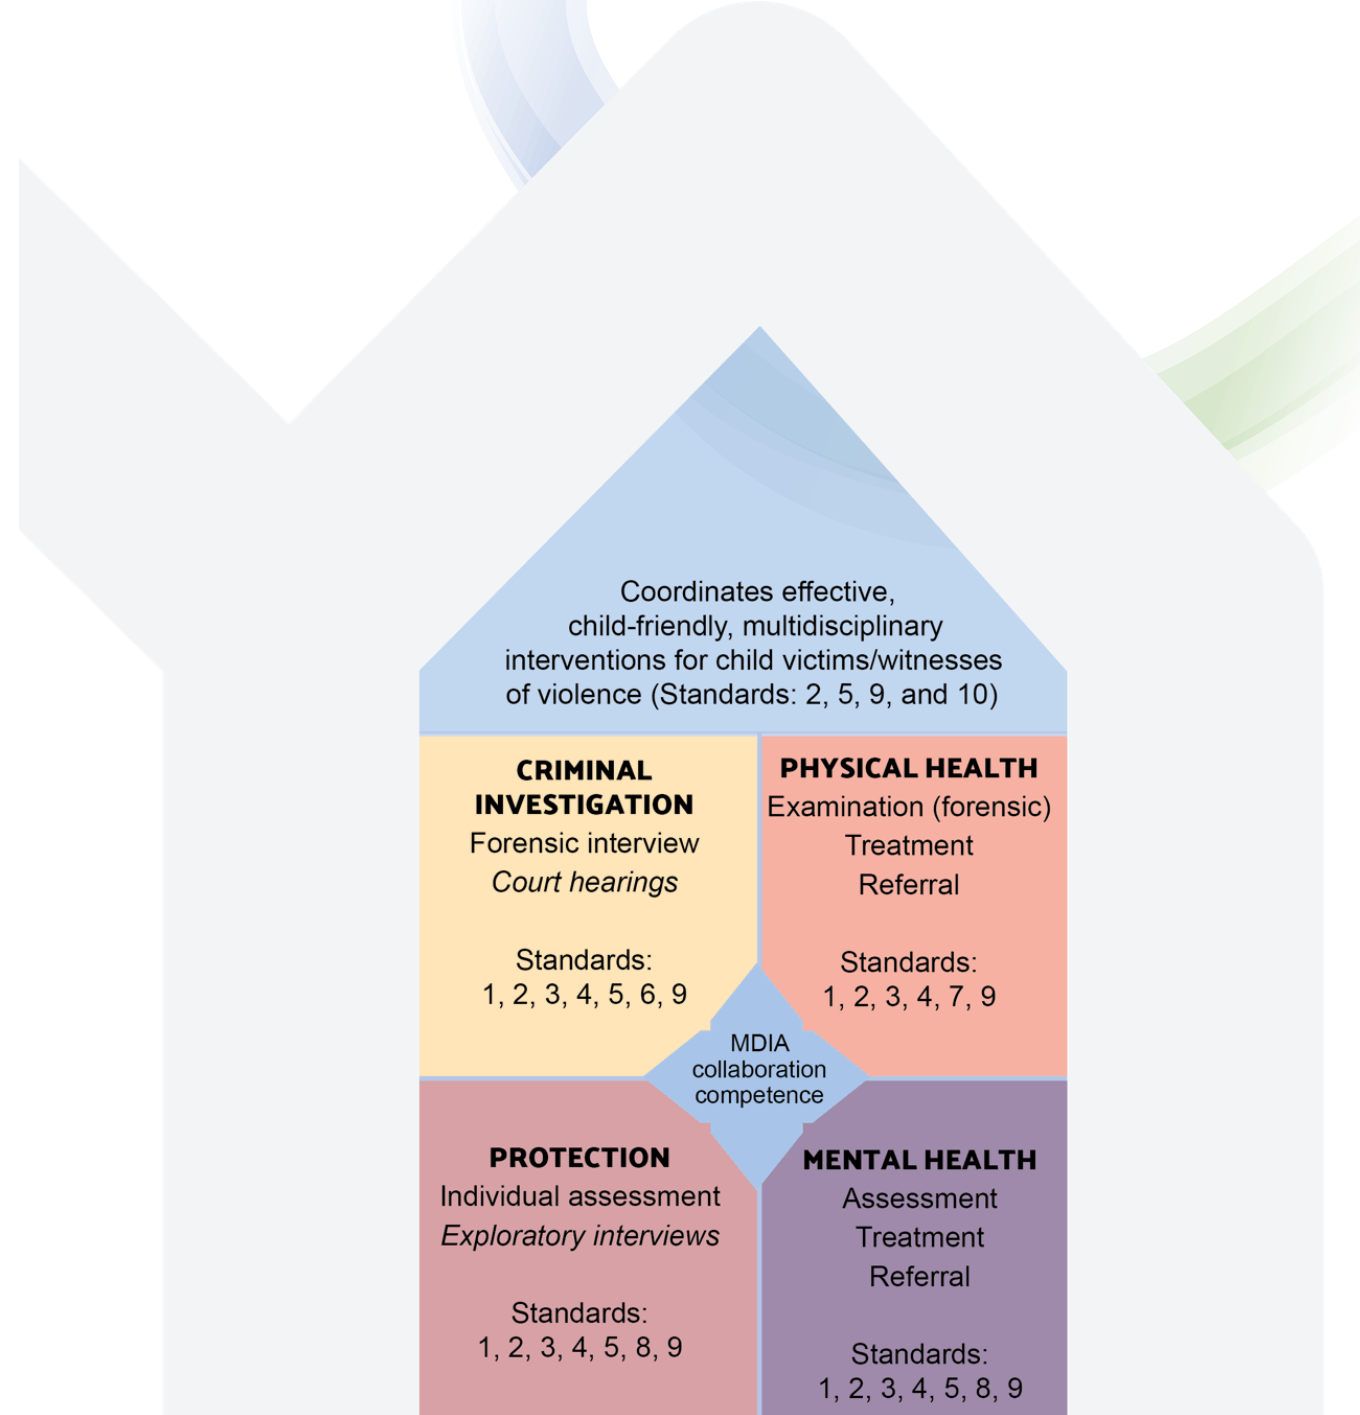 Coordinates effective,
child-friendly, multidisciplinary
interventions for child victims/witnesses
of violence (Standards: 2, 5, 9, and 10)
CRIMINAL
INVESTIGATION
Forensic interview
Court hearings
Standards:
1, 2, 3, 4, 5, 6, 9
PHYSICAL HEALTH
Examination (forensic)
Treatment
Referral
Standards:
1, 2, 3, 4, 7, 9
MDIA
collaboration
competence
PROTECTION
Individual assessment
Exploratory interviews
Standards:
1, 2, 3, 4, 5, 8, 9
MENTAL HEALTH
Assessment
Treatment
Referral
Standards:
1, 2, 3, 4, 5, 8, 9